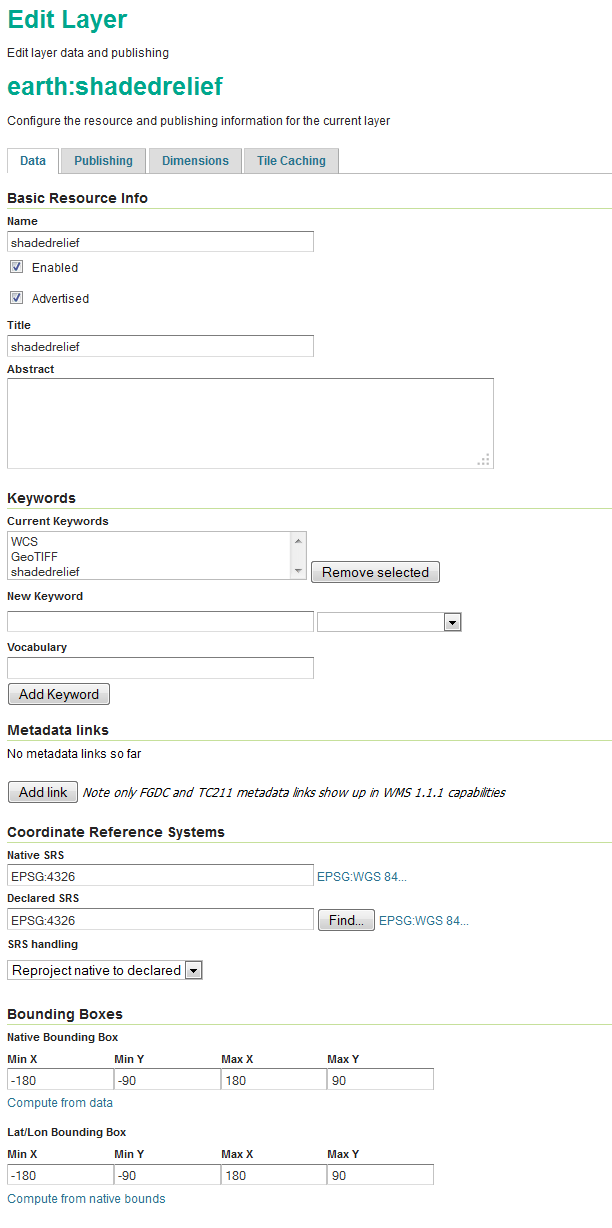 Edit Layer
Edit layer data and publishing
earth:shadedrelief
Configure the resource and publishing information for the current layer
Data Publishing Dimensions Tile Caching
Basic Resource Info
Name
shadedrelief
Enabled
Advertised
Title
shadedrelief
Abstract
Keywords
Current Keywords
WCS
GeoTIFF
shadedrelief
Remove selected
New Keyword
Vocabulary
Add Keyword
Metadata links
No metadata links so far
Add link Note only FGDC and TC211 metadata links show up in WMS 1.1.1 capabilities
Coordinate Reference Systems
Native SRS
EPSG:4326 EPSG:WGS 84...
Declared SRS
EPSG:4326 Find... EPSG:WGS 84...
SRS handling
Reproject native to declared
Bounding Boxes
Native Bounding Box
Min X Min Y Max X Max Y
-180 -90 180 90
Compute from data
Lat/Lon Bounding Box
Min X Min Y Max X Max Y
-180 -90 180 90
Compute from native bounds